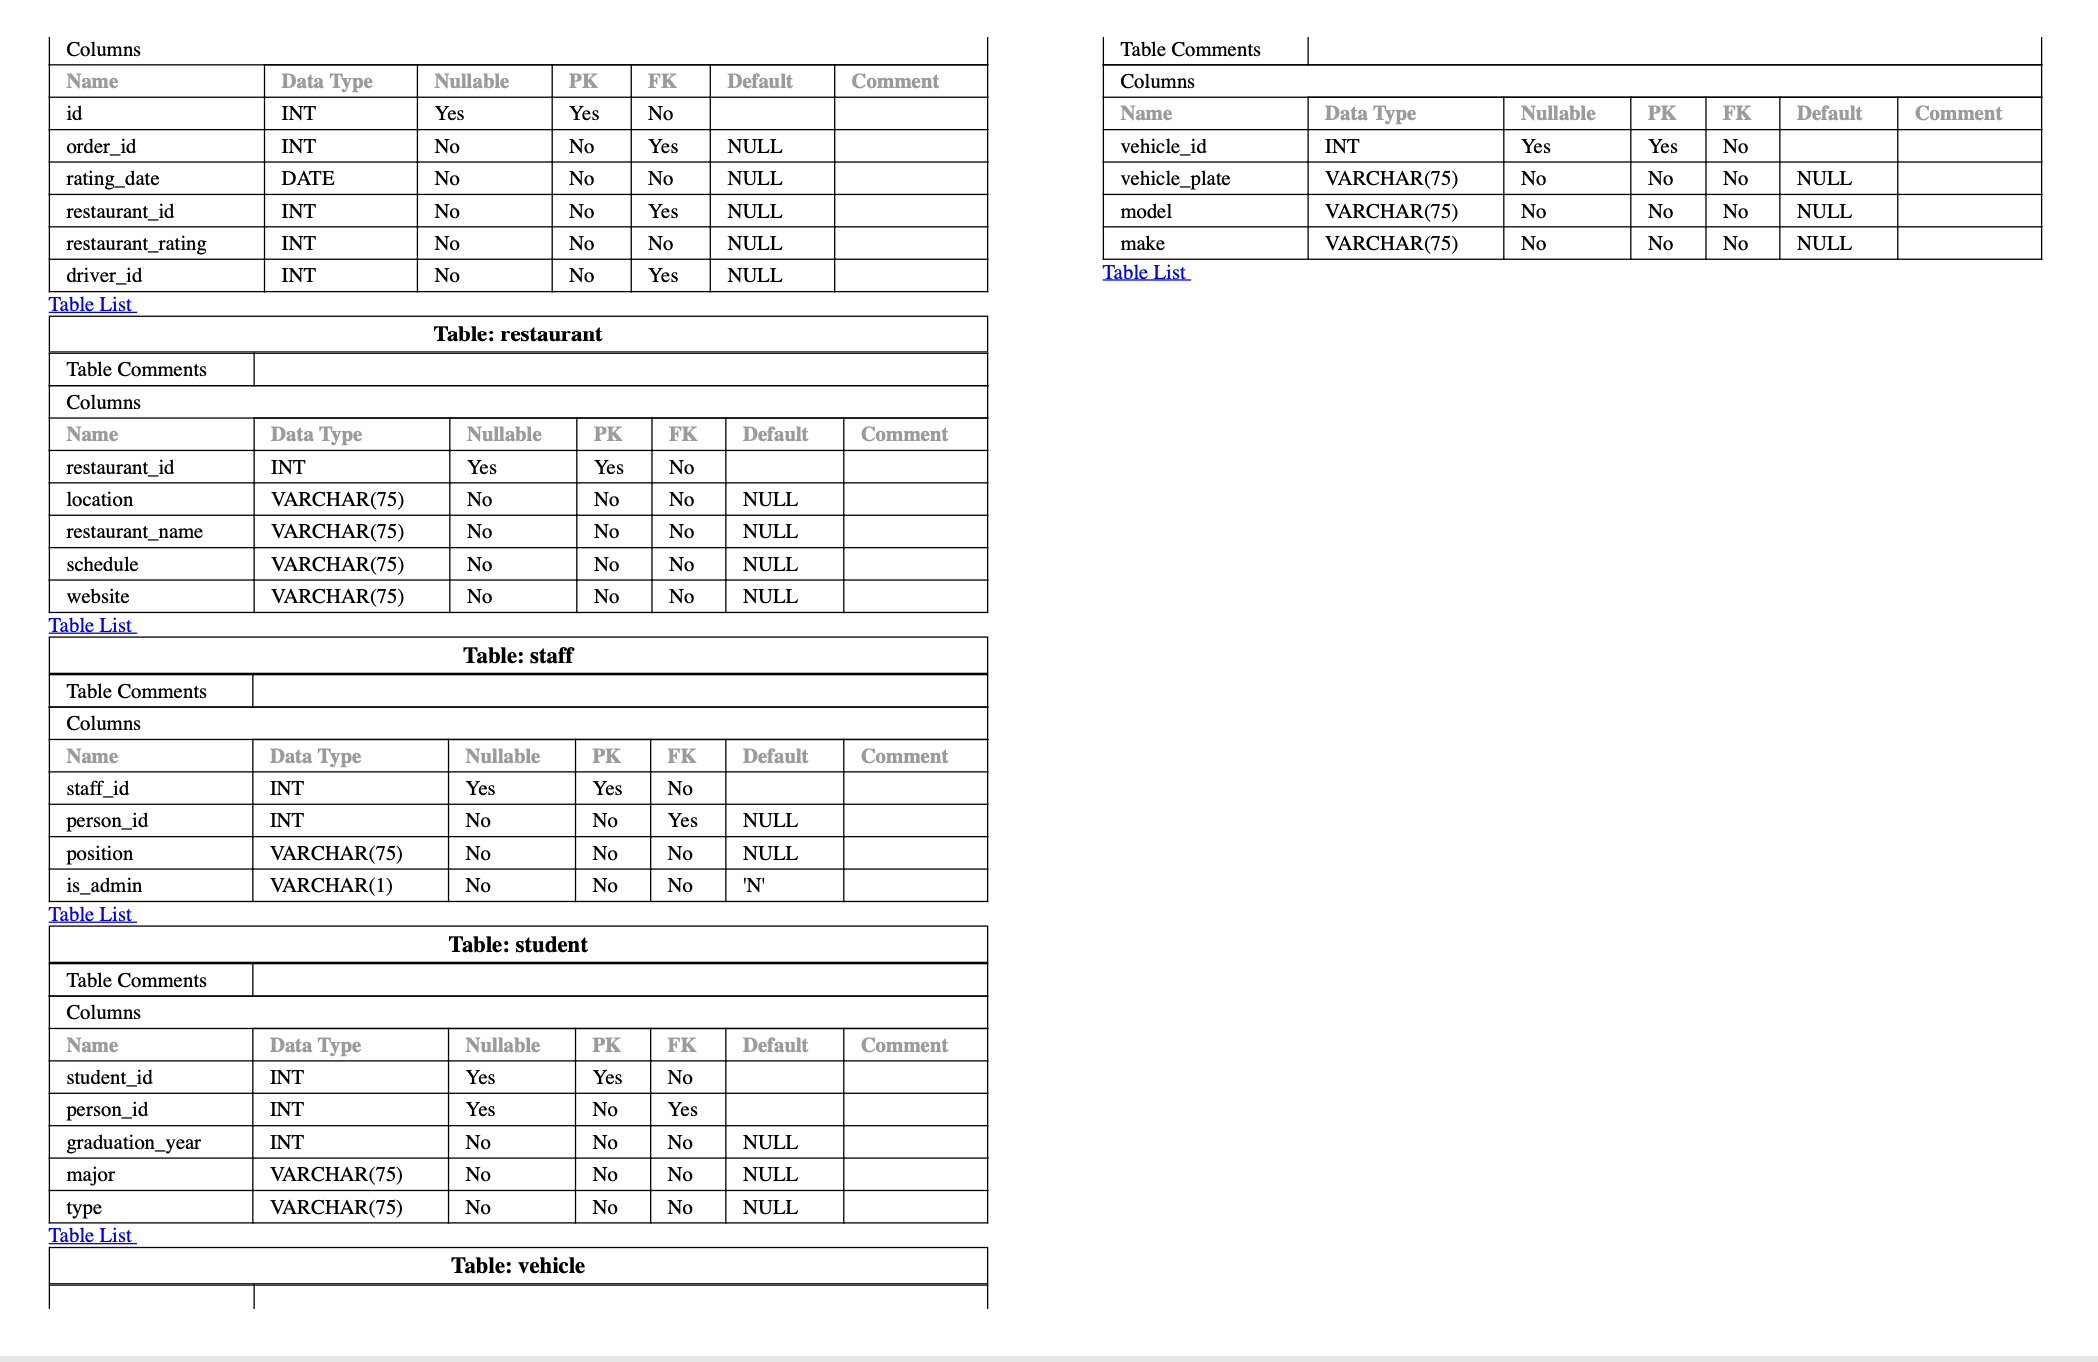 Columns
Name Data Type Nullable PK FK Default Comment
id INT Yes Yes No
order_id INT No No Yes NULL
rating_date DATE No No No NULL
restaurant_id INT No No Yes NULL
restaurant_rating INT No No No NULL
driver_id INT No No Yes NULL
Table List
Table: restaurant
Table Comments
Columns
Name Data Type Nullable PK FK Default Comment
restaurant_id INT Yes Yes No
location VARCHAR(75) No No No NULL
restaurant_name VARCHAR(75) No No No NULL
schedule VARCHAR(75) No No No NULL
website VARCHAR(75) No No No NULL
Table List
Table: staff
Table Comments
Columns
Name Data Type Nullable PK FK Default Comment
staff_id INT Yes Yes No
person_id INT No No Yes NULL
position VARCHAR(75) No No No NULL
is_admin VARCHAR(1) No No No 'N'
Table List
Table: student
Table Comments
Columns
Name Data Type Nullable PK FK Default Comment
student_id INT Yes Yes No
person_id INT Yes No Yes
graduation_year INT No No No NULL
major VARCHAR(75) No No No NULL
type VARCHAR(75) No No No NULL
Table List
Table: vehicle
Table Comments
Columns
Name Data Type Nullable PK FK Default Comment
vehicle_id INT Yes Yes No
vehicle_plate VARCHAR(75) No No No NULL
model VARCHAR(75) No No No NULL
make VARCHAR(75) No No No NULL
Table List